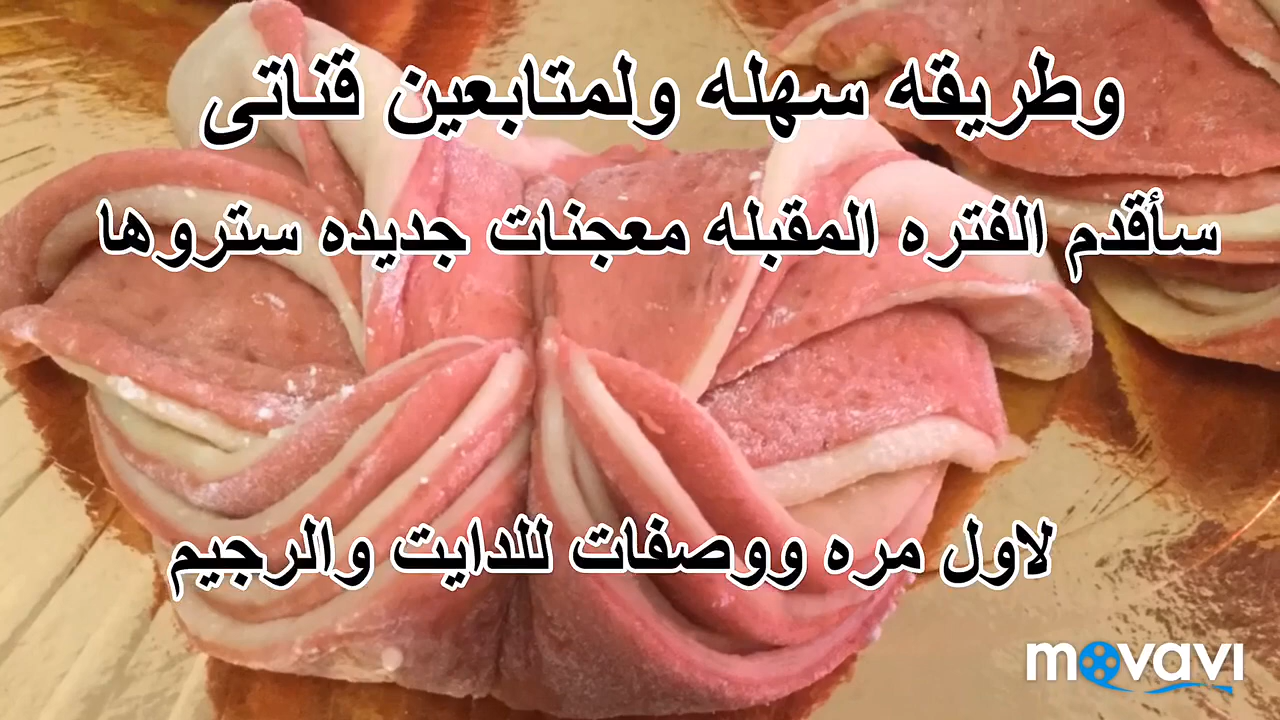 وطريقه سهله ولمتابعين قناتى
سأقدم الفتره المقبله معجنات جديده ستروها
لاول مره ووصفات للدايت والرجيم
movavi